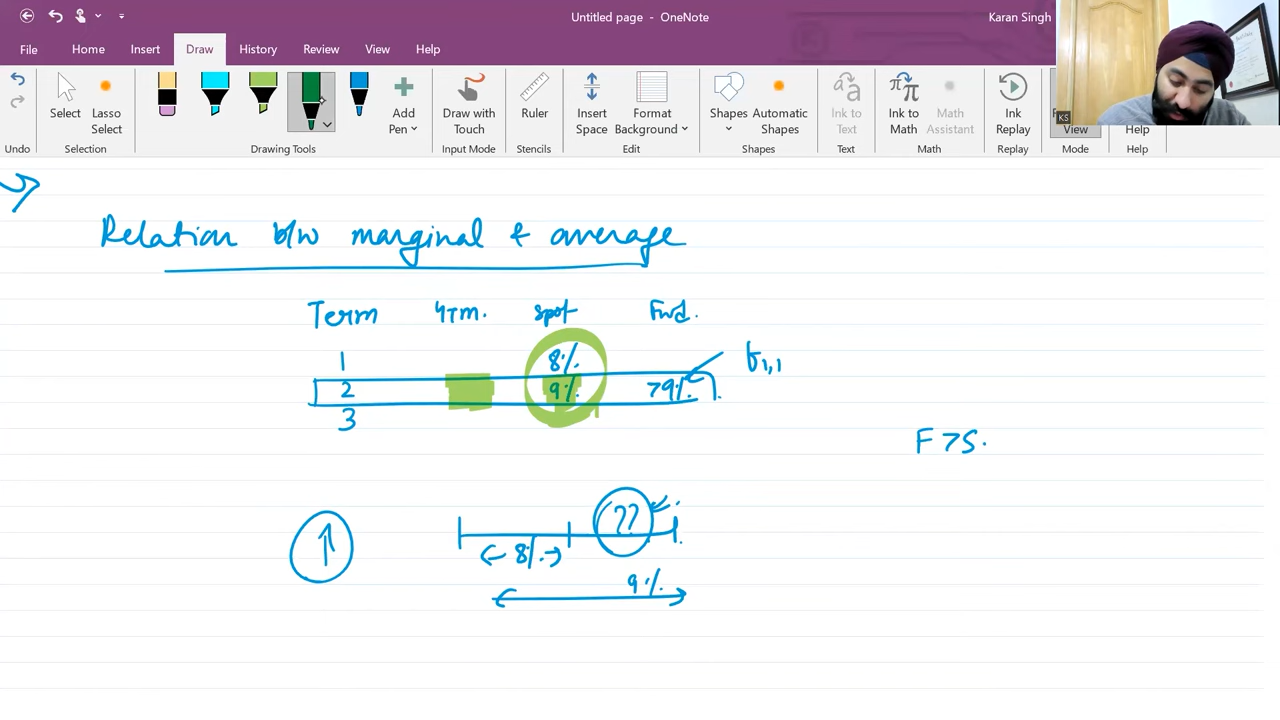 Untitled page - OneNote
Karan Singh
File Home Insert Draw History Review View Help
Select
Lasso Select
Add Pen
Draw with Touch
Ruler
Insert Space
Format Background
Shapes
Automatic Shapes
Ink to Text
Ink to Math
Math Assistant
Ink Replay
View
Help
KS
Undo Selection Drawing Tools Input Mode Stencils Edit Shapes Text Math Replay Mode Help
Relation b/w marginal & average
Term YTM. Spot Fwd.
1 8%
2 9% >9%
3
f1,1
F >S.
↑
??
8%
9%